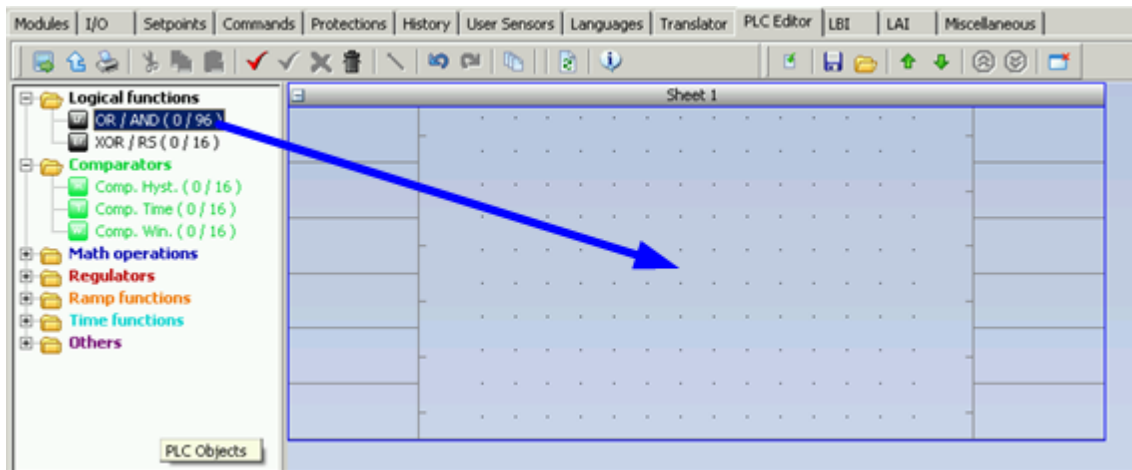 Modules I/O Setpoints Commands Protections History User Sensors Languages Translator PLC Editor LBI LAI Miscellaneous
Logical functions
OR / AND ( 0 / 96 )
XOR / RS ( 0 / 16 )
Comparators
Comp. Hyst. ( 0 / 16 )
Comp. Time ( 0 / 16 )
Comp. Win. ( 0 / 16 )
Math operations
Regulators
Ramp functions
Time functions
Others
PLC Objects
Sheet 1